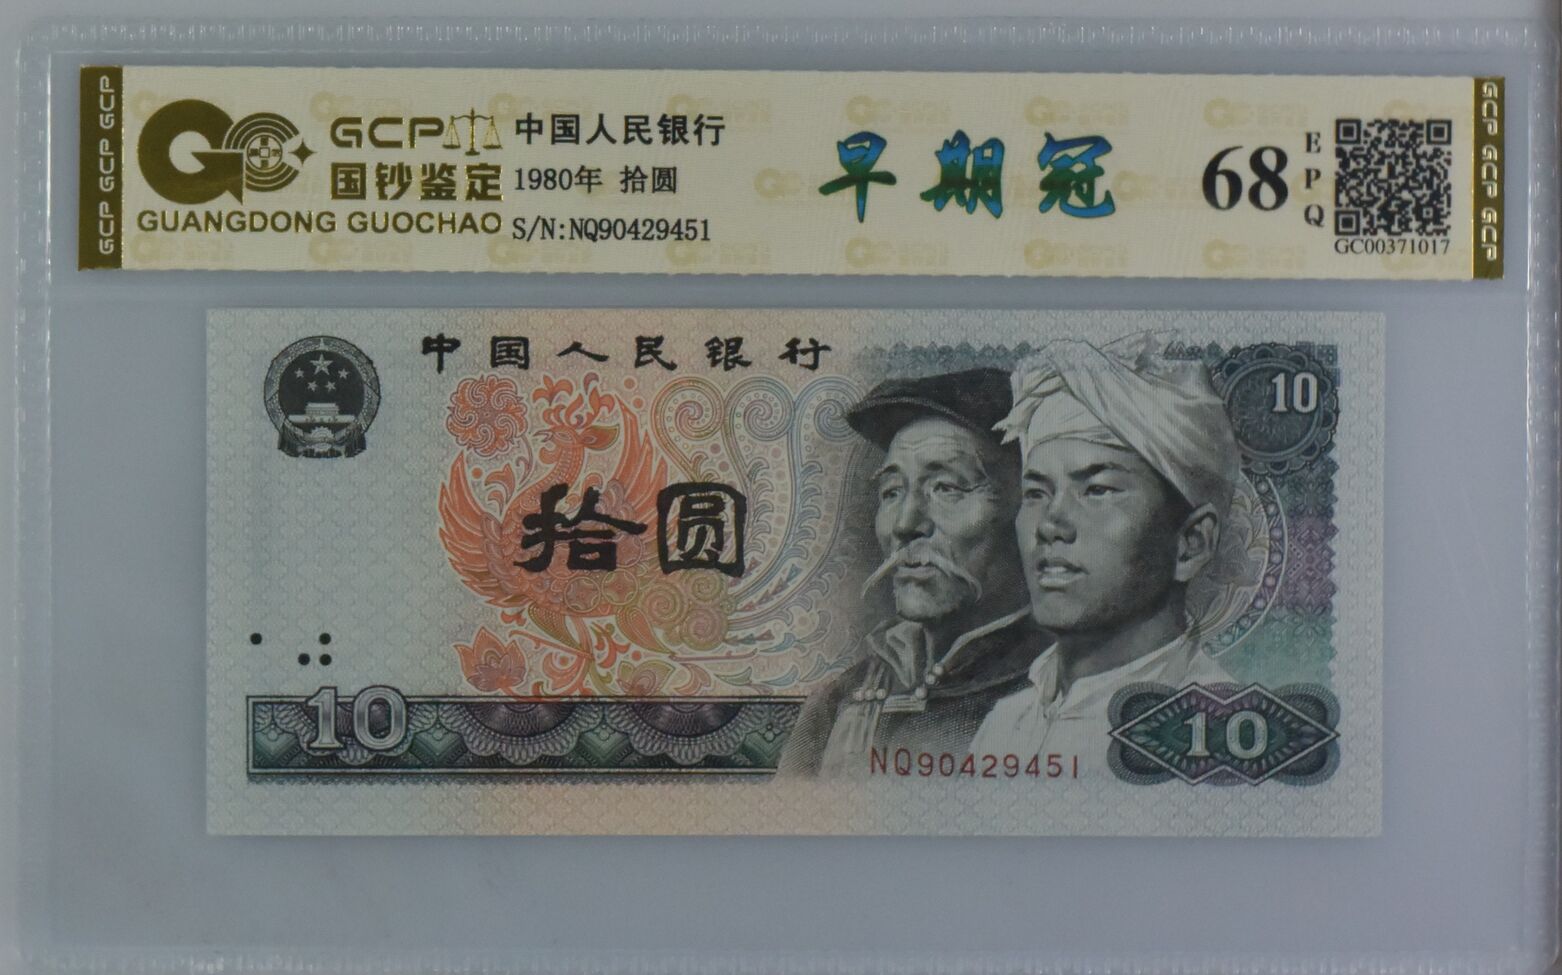 GCP GCP GCP
GCP
国钞鉴定
GUANGDONG GUOCHAO
中国人民银行
1980年 拾圆
S/N:NQ90429451
早期冠
68
EPQ
GC00371017
GCP GCP GCP
中国人民银行
10
拾圆
10
NQ90429451
10